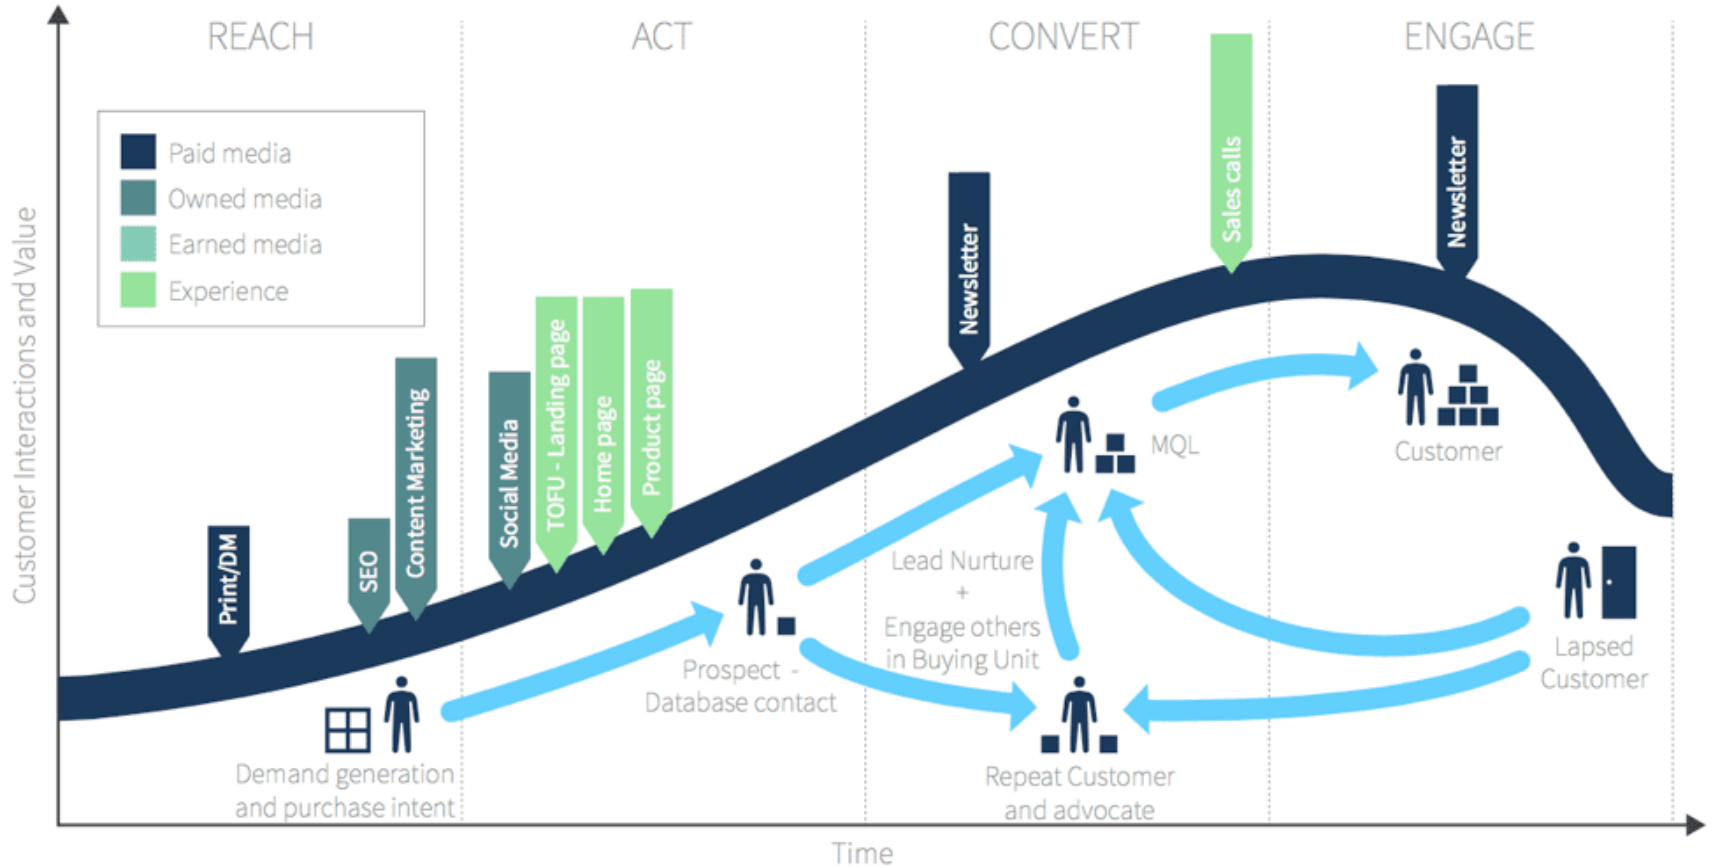 REACH
ACT
CONVERT
ENGAGE
Paid media
Owned media
Earned media
Experience
Customer Interactions and Value
Print/DM
SEO
Content Marketing
Social Media
TOFU - Landing page
Home page
Product page
Newsletter
Sales calls
Newsletter
Demand generation
and purchase intent
Prospect -
Database contact
Lead Nurture
+
Engage others
in Buying Unit
MQL
Customer
Repeat Customer
and advocate
Lapsed
Customer
Time